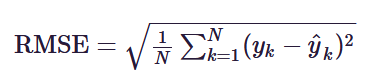 RMSE = √(1/N ∑_{k=1}^{N} (y_k − ŷ_k)²)